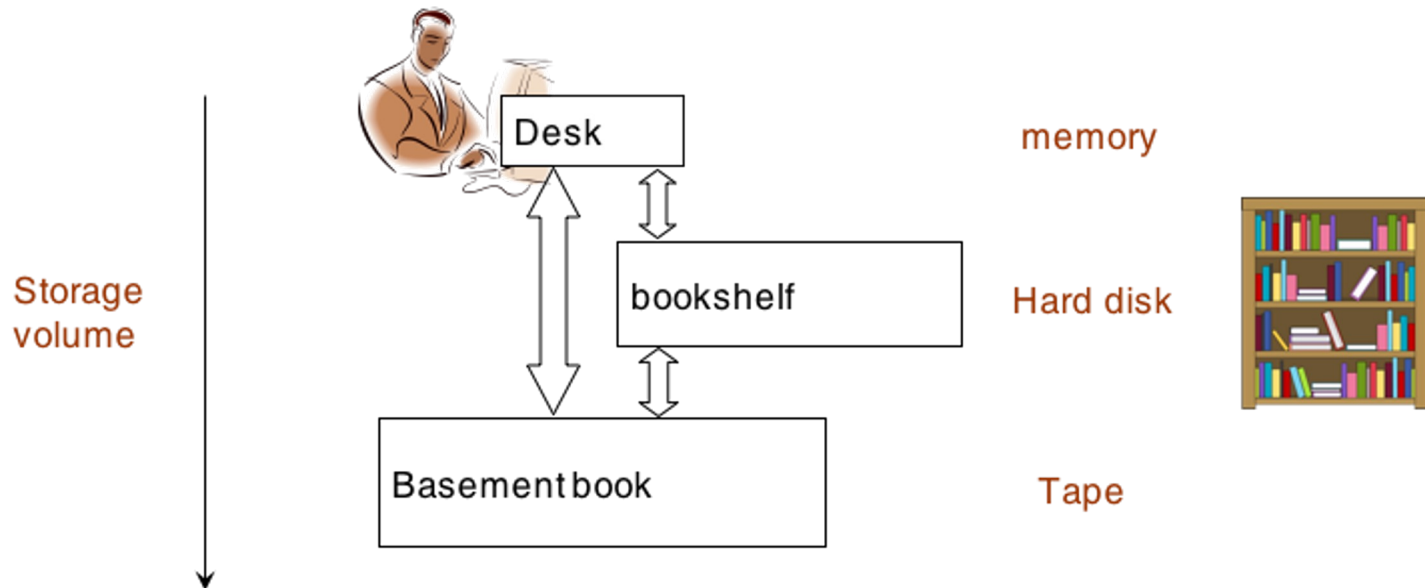 Desk
memory
Storage
volume
bookshelf
Hard disk
Basement book
Tape